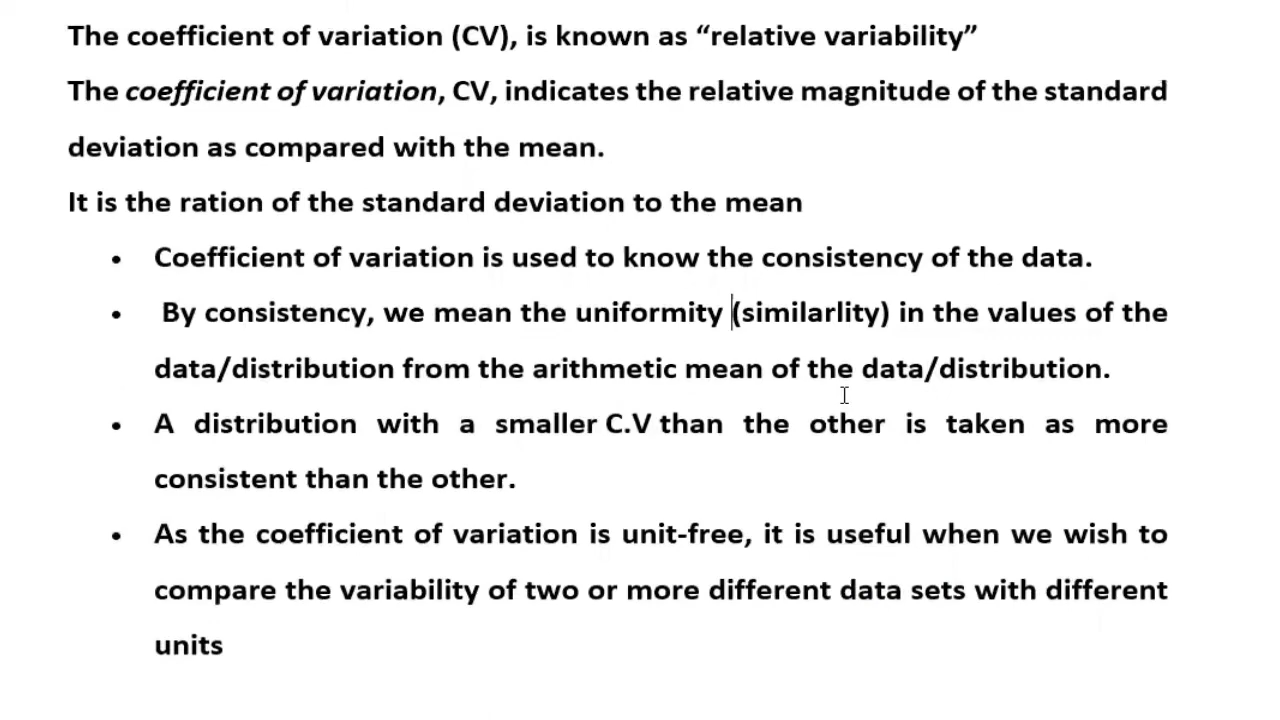 The coefficient of variation (CV), is known as “relative variability”
The coefficient of variation, CV, indicates the relative magnitude of the standard
deviation as compared with the mean.
It is the ration of the standard deviation to the mean
• Coefficient of variation is used to know the consistency of the data.
• By consistency, we mean the uniformity (similarlity) in the values of the
data/distribution from the arithmetic mean of the data/distribution.
• A distribution with a smaller C.V than the other is taken as more
consistent than the other.
• As the coefficient of variation is unit-free, it is useful when we wish to
compare the variability of two or more different data sets with different
units